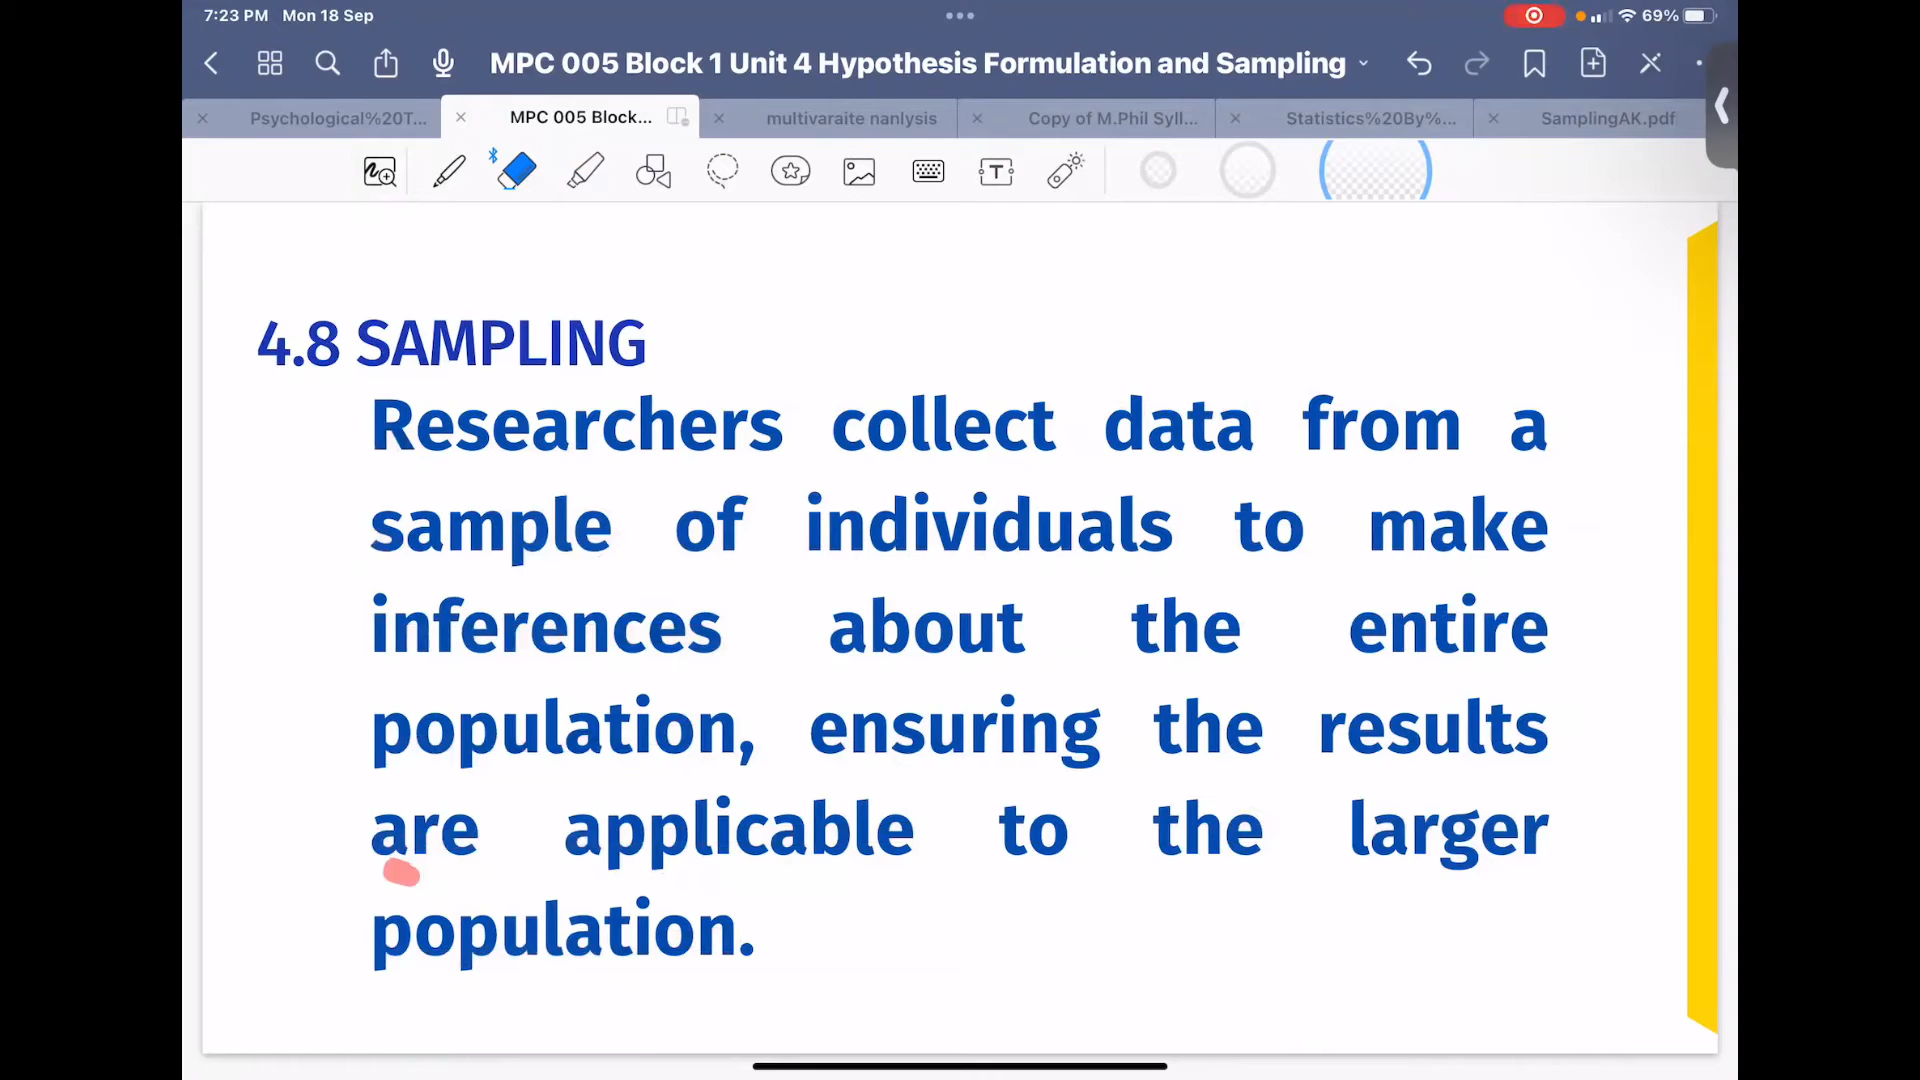 7:23 PM Mon 18 Sep
69%
MPC 005 Block 1 Unit 4 Hypothesis Formulation and Sampling
Psychological%20T...
MPC 005 Block...
multivaraite nanlysis
Copy of M.Phil Syll...
Statistics%20By%...
SamplingAK.pdf
4.8 SAMPLING
Researchers collect data from a
sample of individuals to make
inferences about the entire
population, ensuring the results
are applicable to the larger
population.